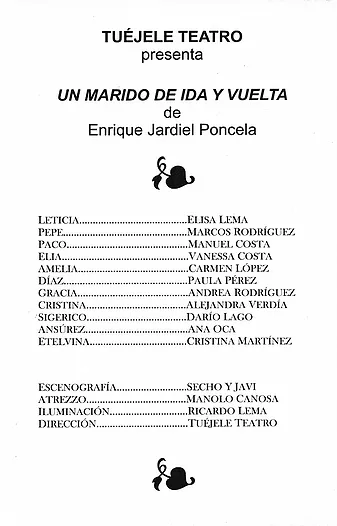 TUÉJELE TEATRO
presenta
UN MARIDO DE IDA Y VUELTA
de
Enrique Jardiel Poncela
LETICIA..........................................ELISA LEMA
PEPE................................................MARCOS RODRÍGUEZ
PACO...............................................MANUEL COSTA
ELIA.................................................VANESSA COSTA
AMELIA...........................................CARMEN LÓPEZ
DÍAZ................................................PAULA PÉREZ
GRACIA...........................................ANDREA RODRÍGUEZ
CRISTINA.......................................ALEJANDRA VERDÍA
SIGERICO.......................................DARÍO LAGO
ANSÚREZ........................................ANA OCA
ETELVINA......................................CRISTINA MARTÍNEZ
ESCENOGRAFÍA...........................SECHO Y JAVI
ATREZZO.......................................MANOLO CANOSA
ILUMINACIÓN..............................RICARDO LEMA
DIRECCIÓN...................................TUÉJELE TEATRO